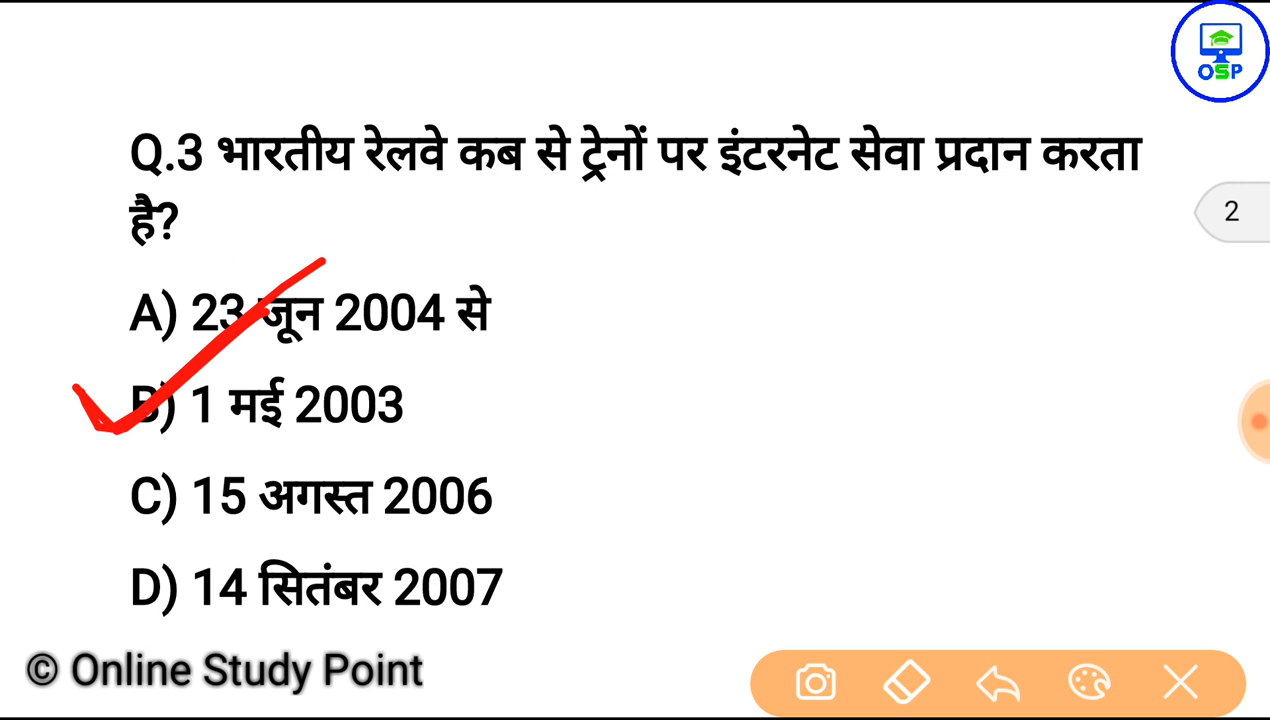 OSP
Q.3 भारतीय रेलवे कब से ट्रेनों पर इंटरनेट सेवा प्रदान करता
है?
2
A) 23 जून 2004 से
B) 1 मई 2003
C) 15 अगस्त 2006
D) 14 सितंबर 2007
© Online Study Point